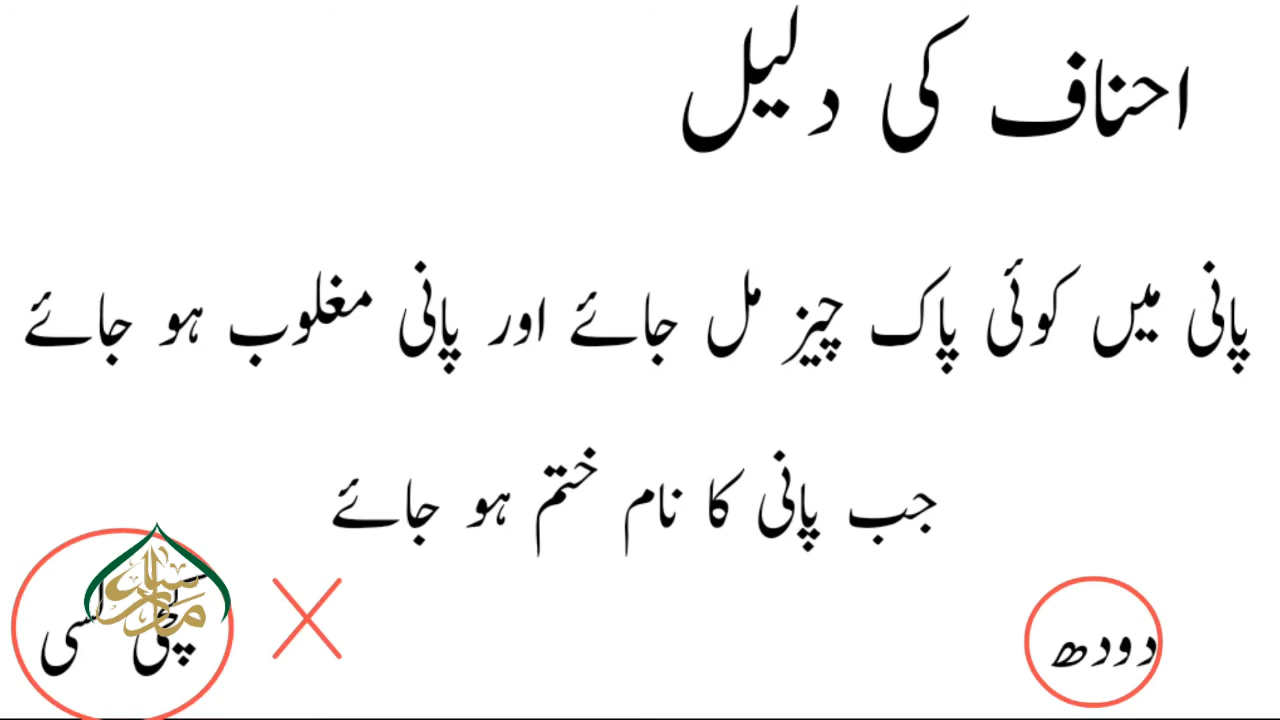 احناف کی دلیل
پانی میں کوئی پاک چیز مل جائے اور پانی مغلوب ہو جائے
جب پانی کا نام ختم ہو جائے
دودھ
لسی